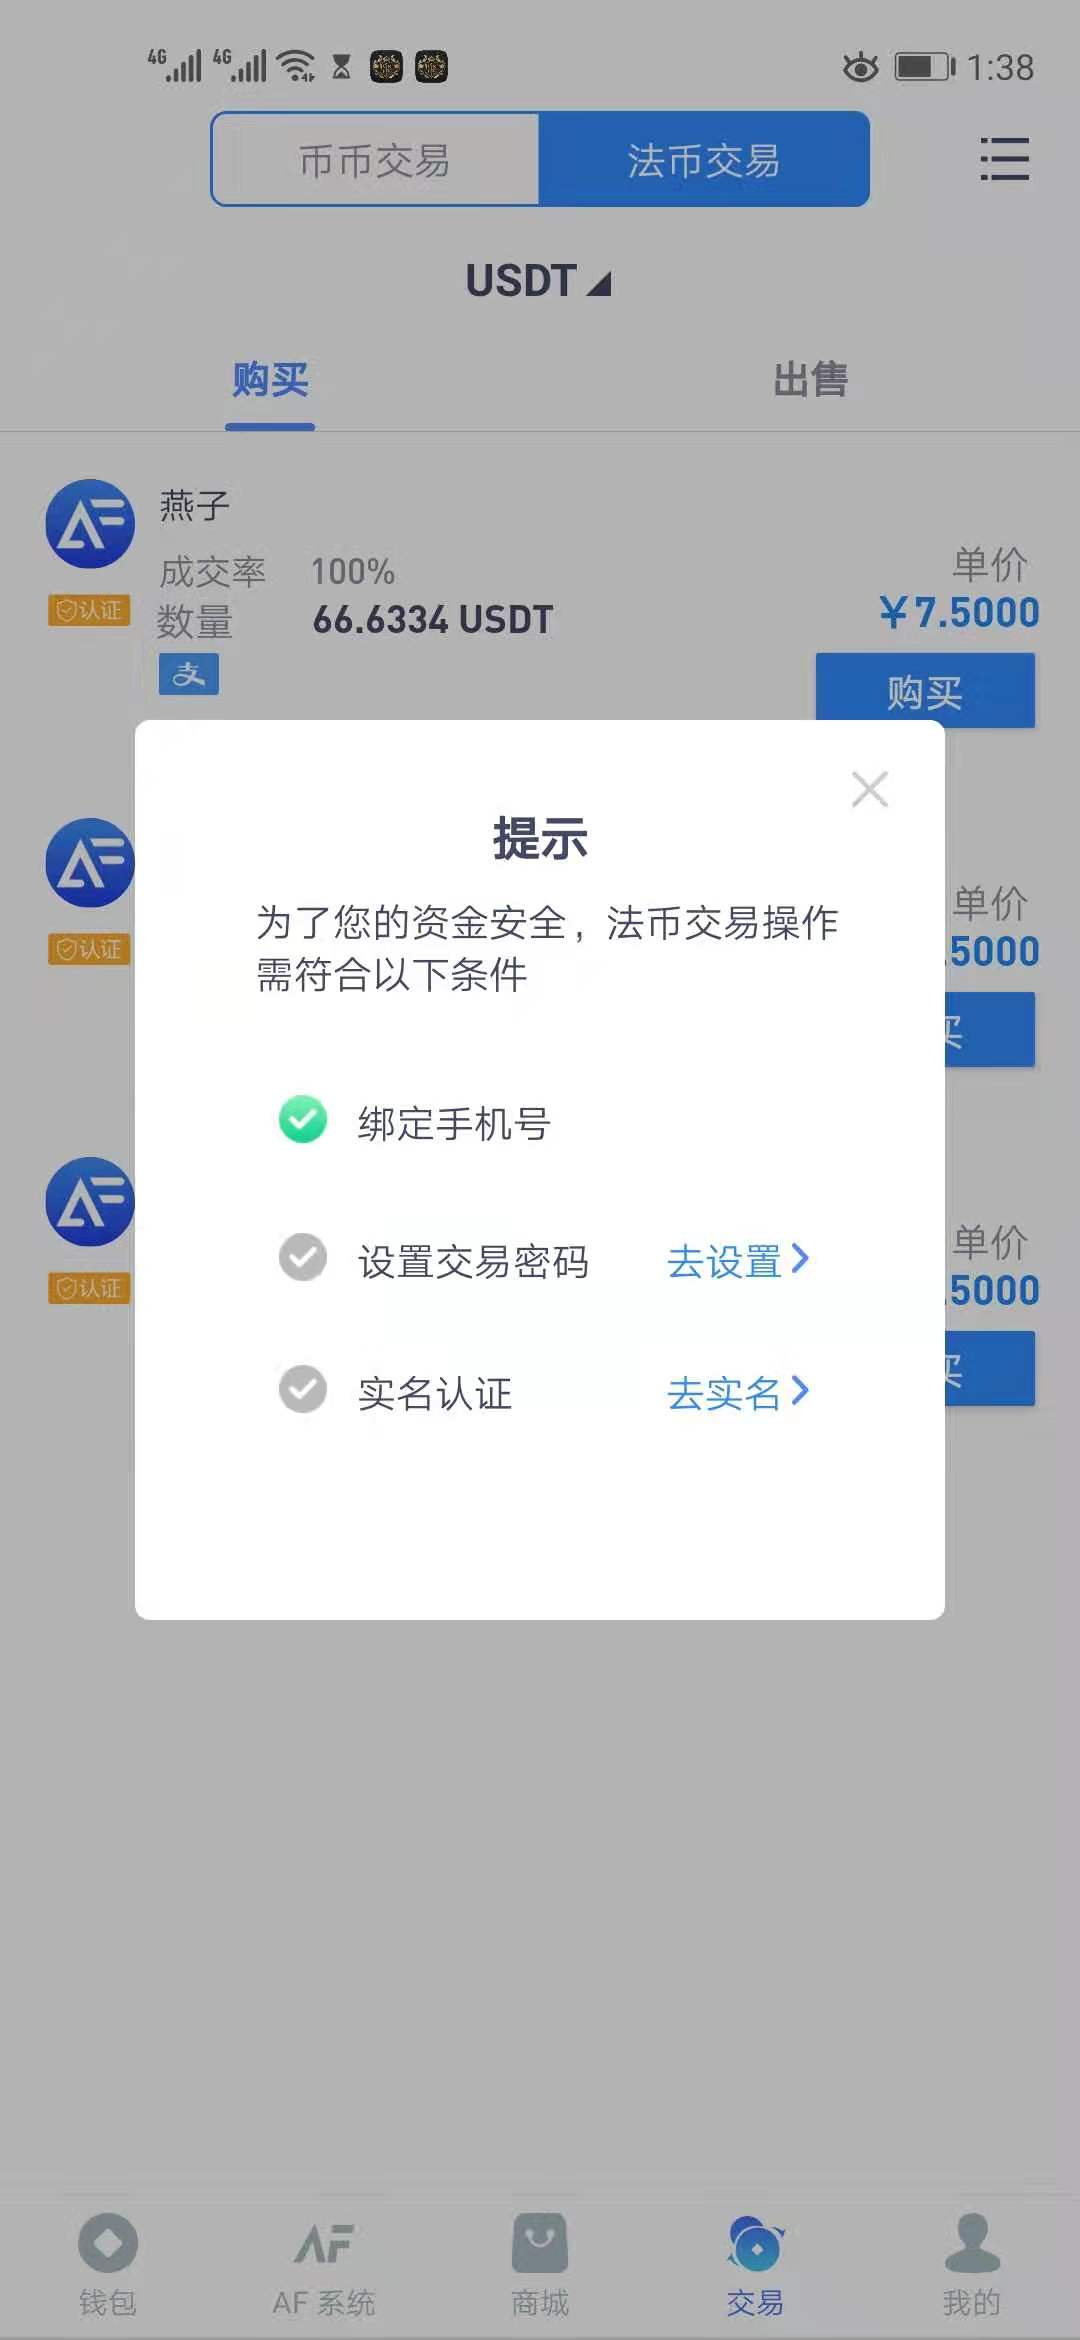 4G 4G 1:38
币币交易 法币交易
USDT
购买 出售
燕子
成交率 100% 单价
认证 数量 66.6334 USDT ¥7.5000
支 购买
提示
为了您的资金安全，法币交易操作
需符合以下条件
单价
认证 .5000
买
绑定手机号
设置交易密码 去设置
单价
认证 .5000
实名认证 去实名
买
钱包 AF 系统 商城 交易 我的